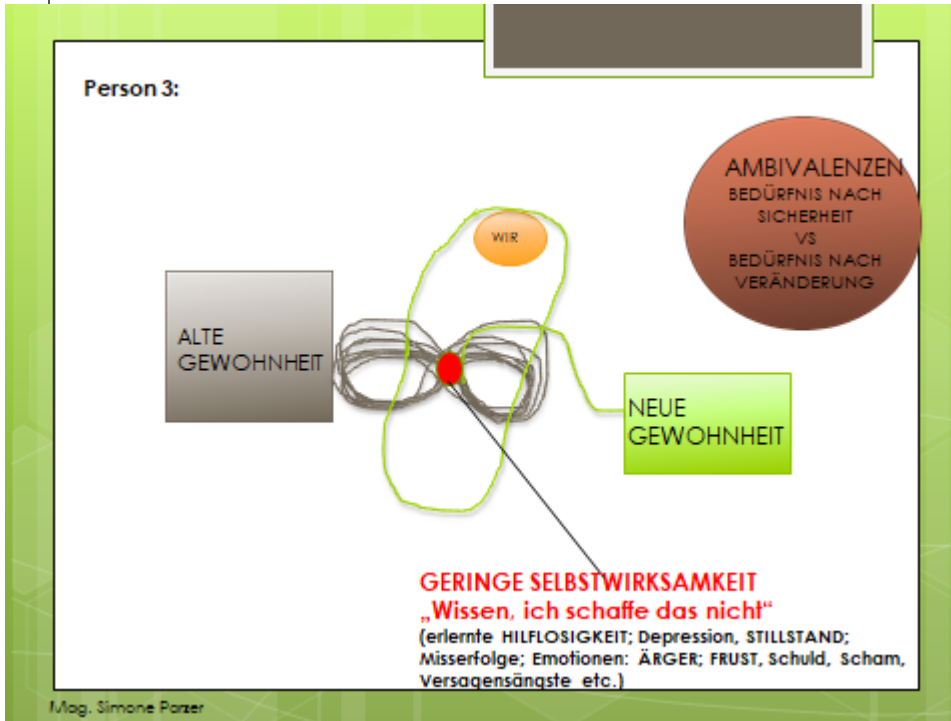 Person 3:
AMBIVALENZEN
BEDÜRFNIS NACH
SICHERHEIT
VS
BEDÜRFNIS NACH
VERÄNDERUNG
WIR
ALTE
GEWOHNHEIT
NEUE
GEWOHNHEIT
GERINGE SELBSTWIRKSAMKEIT
„Wissen, ich schaffe das nicht“
(erlernte HILFLOSIGKEIT; Depression, STILLSTAND;
Misserfolge; Emotionen: ÄRGER; FRUST, Schuld, Scham,
Versagensängste etc.)
Mag. Simone Parzer